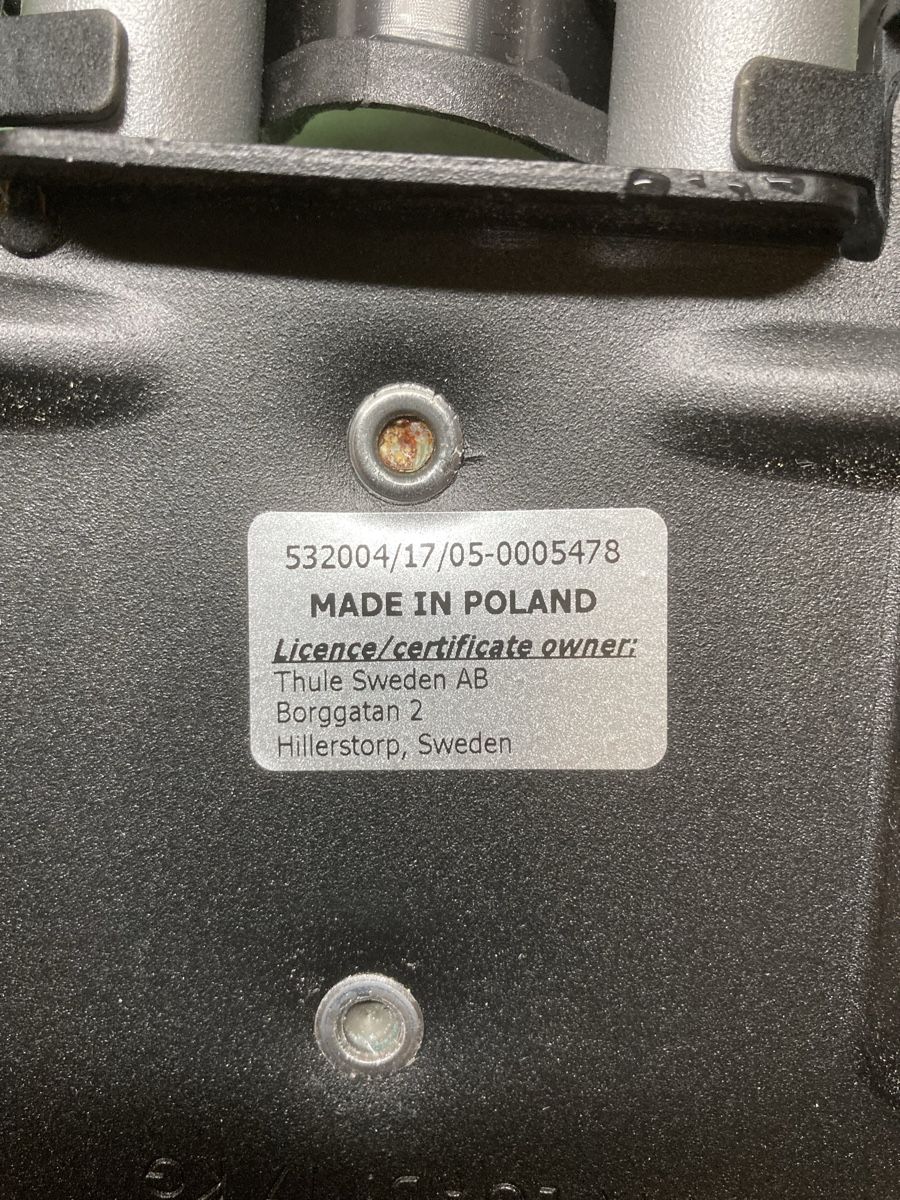 532004/17/05-0005478
MADE IN POLAND
Licence/certificate owner:
Thule Sweden AB
Borggatan 2
Hillerstorp, Sweden